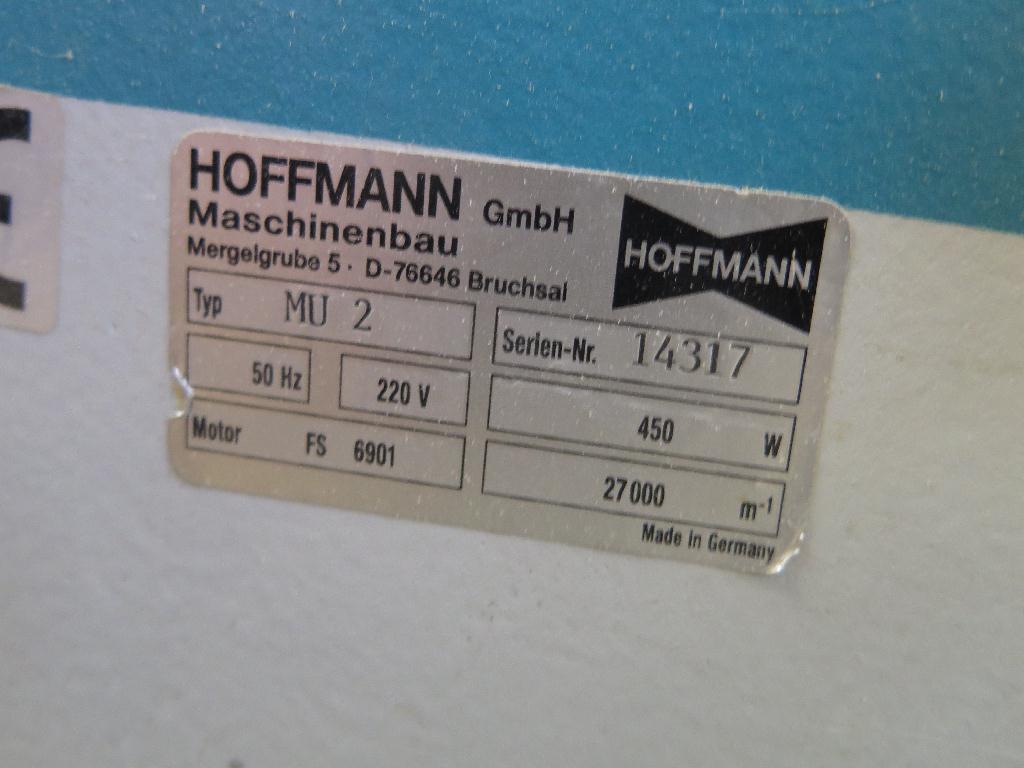 HOFFMANN GmbH
Maschinenbau
Mergelgrube 5 · D-76646 Bruchsal
HOFFMANN
Typ MU 2
Serien-Nr. 14317
50 Hz
220 V
450 W
Motor FS 6901
27000 m-1
Made in Germany